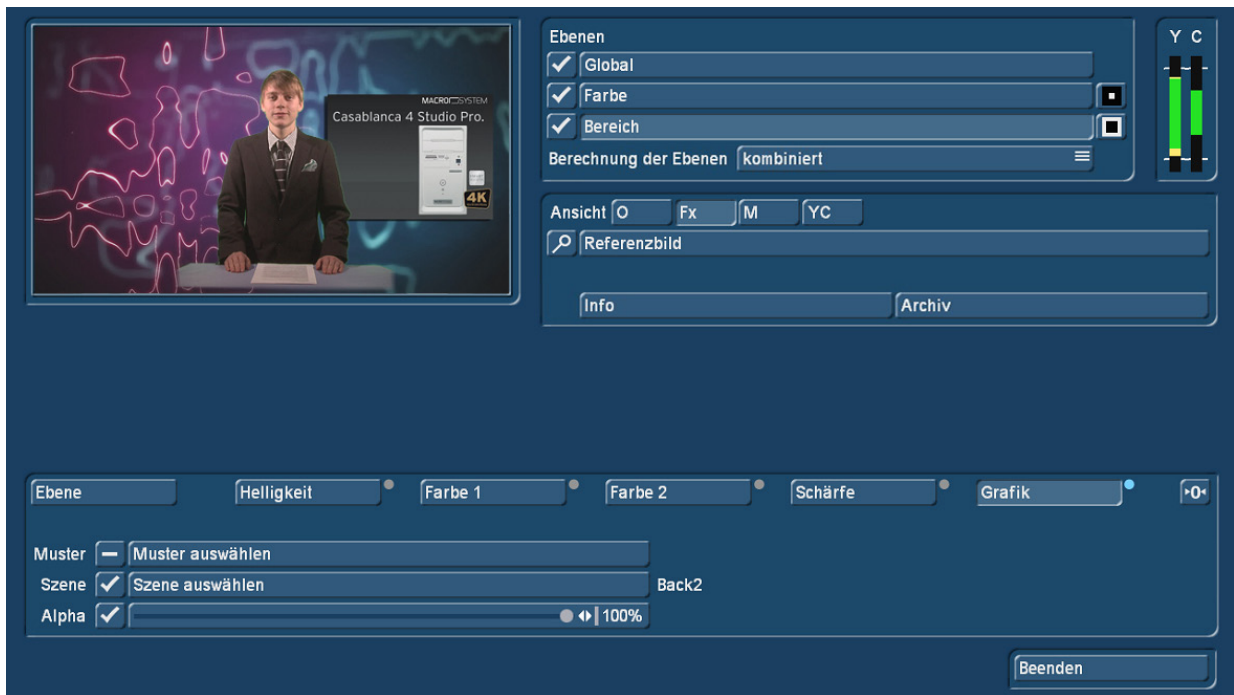 MACROSYSTEM
Casablanca 4 Studio Pro.
4K
Ebenen
Global
Farbe
Bereich
Berechnung der Ebenen kombiniert
Y C
Ansicht O Fx M YC
Referenzbild
Info Archiv
Ebene Helligkeit Farbe 1 Farbe 2 Schärfe Grafik 0
Muster Muster auswählen
Szene Szene auswählen Back2
Alpha 100%
Beenden